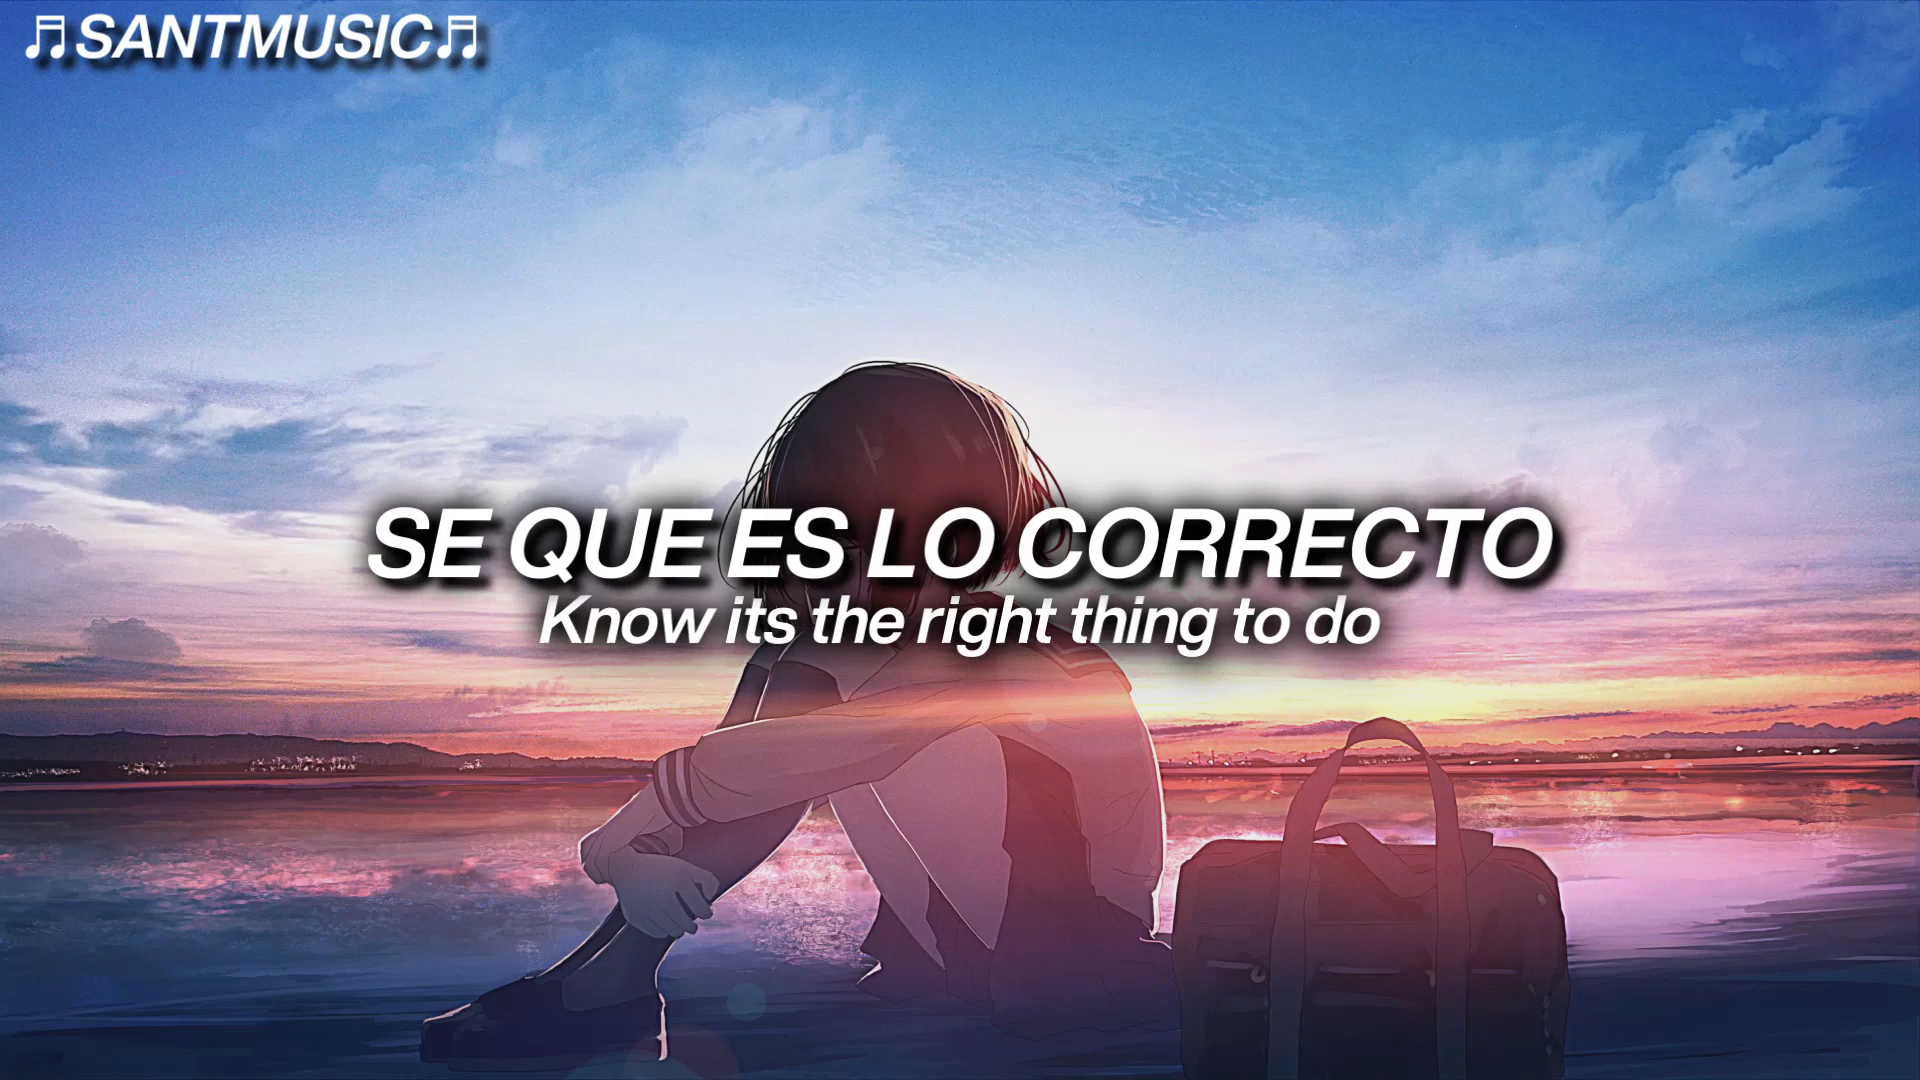 ♬SANTMUSIC♬
SE QUE ES LO CORRECTO
Know its the right thing to do